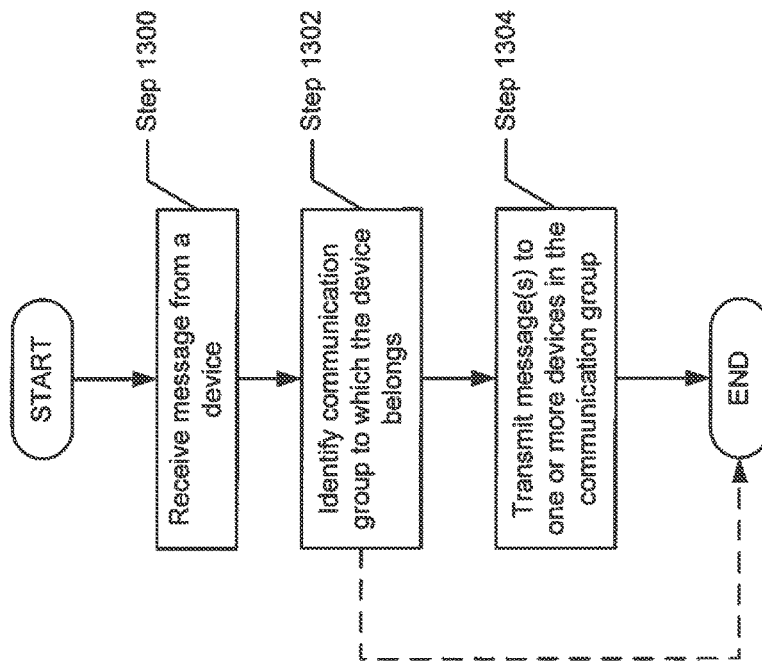 START
Receive message from a
device
Step 1300
Identify communication
group to which the device
belongs
Step 1302
Transmit message(s) to
one or more devices in the
communication group
Step 1304
END